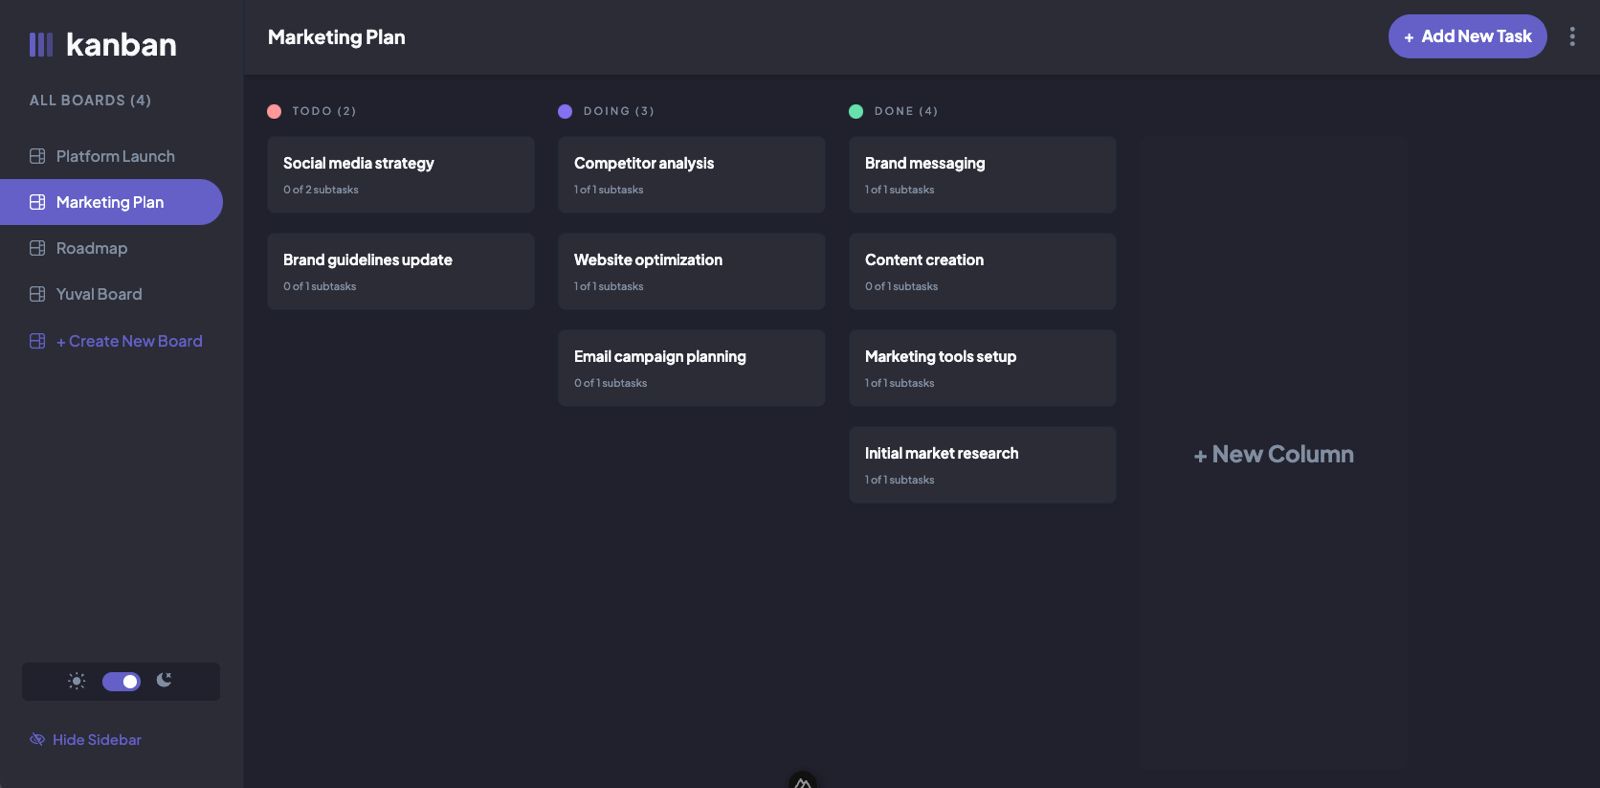 kanban
ALL BOARDS (4)
Platform Launch
Marketing Plan
Roadmap
Yuval Board
+ Create New Board
Hide Sidebar
Marketing Plan
+ Add New Task
TODO (2)
Social media strategy
0 of 2 subtasks
Brand guidelines update
0 of 1 subtasks
DOING (3)
Competitor analysis
1 of 1 subtasks
Website optimization
1 of 1 subtasks
Email campaign planning
0 of 1 subtasks
DONE (4)
Brand messaging
1 of 1 subtasks
Content creation
0 of 1 subtasks
Marketing tools setup
1 of 1 subtasks
Initial market research
1 of 1 subtasks
+ New Column